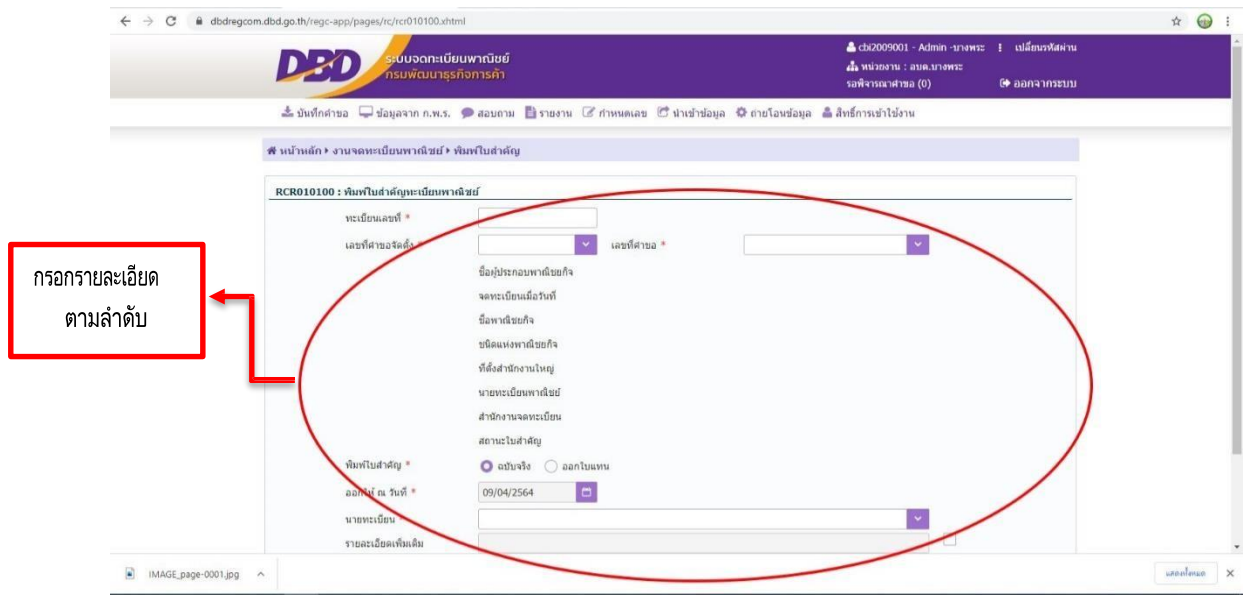 dbdregcom.dbd.go.th/regc-app/pages/rc/rcr010100.xhtml
DBD ระบบจดทะเบียนพาณิชย์
กรมพัฒนาธุรกิจการค้า
cbi2009001 - Admin -บางพระ เปลี่ยนรหัสผ่าน
หน่วยงาน : อบต.บางพระ
รอพิจารณาคำขอ (0) ออกจากระบบ
บันทึกคำขอ ข้อมูลจาก ก.พ.ร. สอบถาม รายงาน กำหนดเลข นำเข้าข้อมูล ถ่ายโอนข้อมูล สิทธิ์การเข้าใช้งาน
หน้าหลัก งานจดทะเบียนพาณิชย์ พิมพ์ใบสำคัญ
RCR010100 : พิมพ์ใบสำคัญทะเบียนพาณิชย์
ทะเบียนเลขที่ *
เลขที่คำขอจัดตั้ง * เลขที่คำขอ *
กรอกรายละเอียด
ตามลำดับ
ชื่อผู้ประกอบพาณิชยกิจ
จดทะเบียนเมื่อวันที่
ชื่อพาณิชยกิจ
ชนิดแห่งพาณิชยกิจ
ที่ตั้งสำนักงานใหญ่
นายทะเบียนพาณิชย์
สำนักงานจดทะเบียน
สถานะใบสำคัญ
พิมพ์ใบสำคัญ * ฉบับจริง ออกใบแทน
ออกให้ ณ วันที่ * 09/04/2564
นายทะเบียน *
รายละเอียดเพิ่มเติม
IMAGE_page-0001.jpg แสดงทั้งหมด